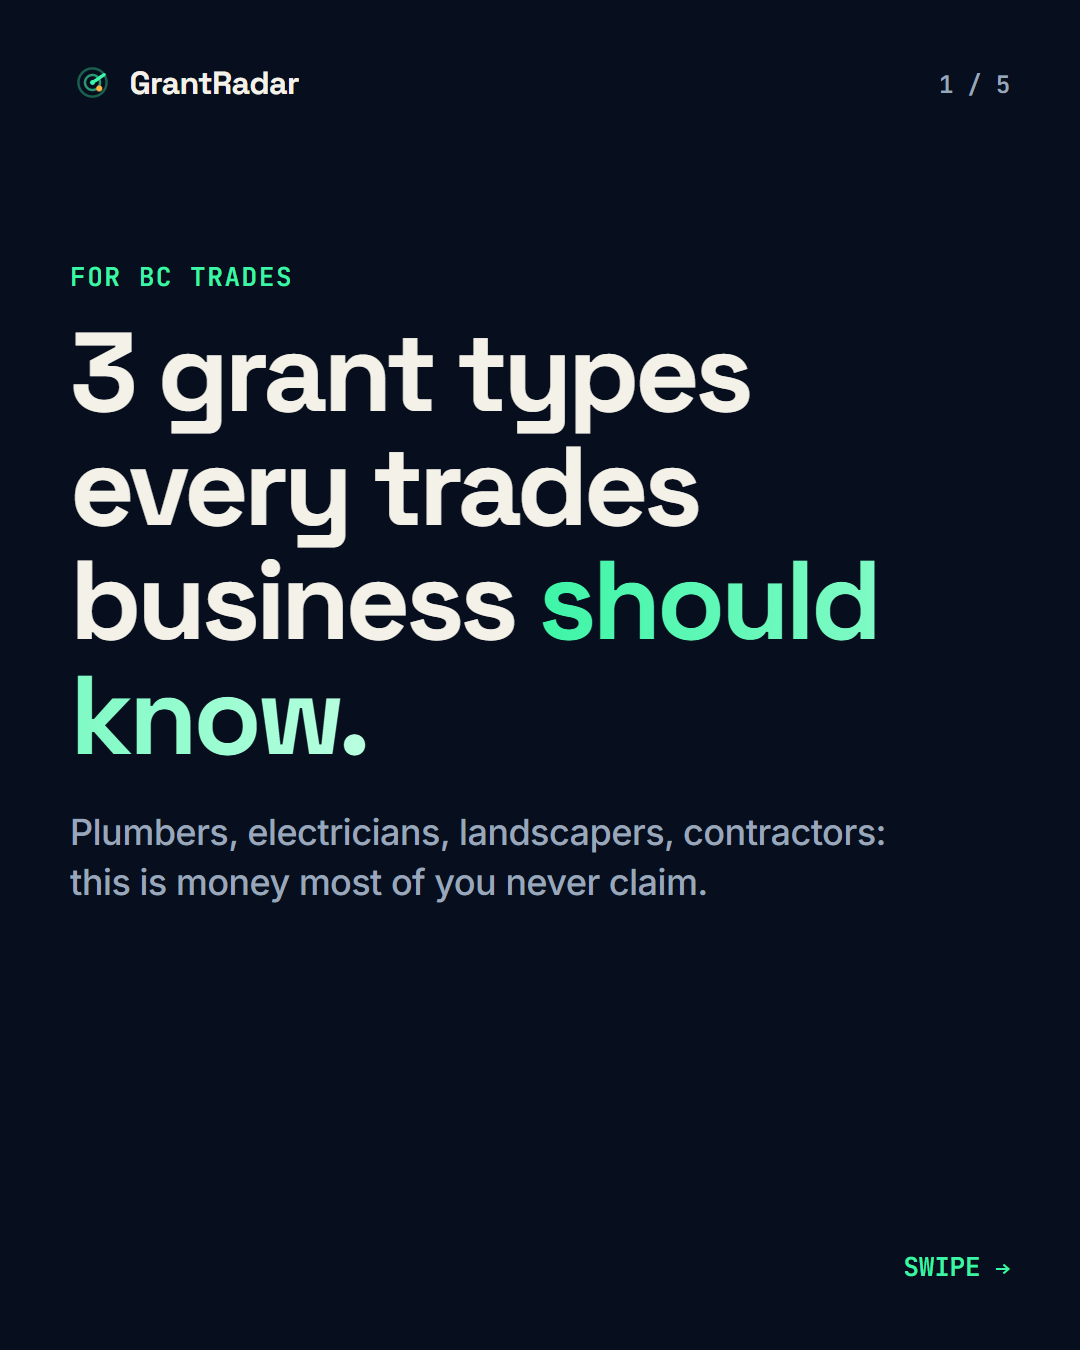 GrantRadar
1 / 5
FOR BC TRADES
3 grant types
every trades
business should
know.
Plumbers, electricians, landscapers, contractors:
this is money most of you never claim.
SWIPE →